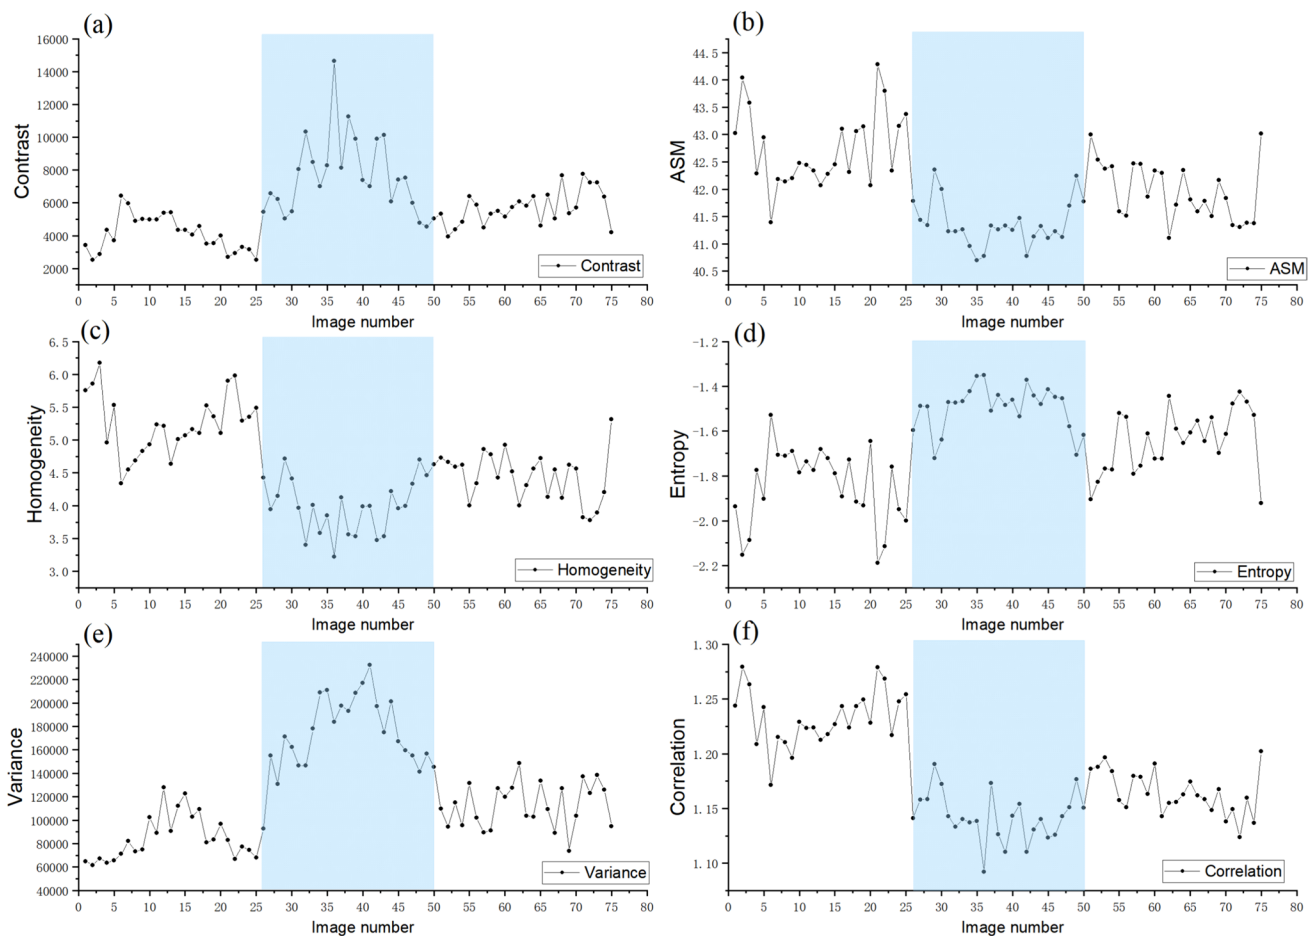 (a)
16000
14000
12000
10000
8000
6000
4000
2000
Contrast
Contrast
0 5 10 15 20 25 30 35 40 45 50 55 60 65 70 75 80
Image number
(b)
44.5
44.0
43.5
43.0
42.5
42.0
41.5
41.0
40.5
ASM
ASM
0 5 10 15 20 25 30 35 40 45 50 55 60 65 70 75 80
Image number
(c)
6.5
6.0
5.5
5.0
4.5
4.0
3.5
3.0
Homogeneity
Homogeneity
0 5 10 15 20 25 30 35 40 45 50 55 60 65 70 75 80
Image number
(d)
-1.2
-1.4
-1.6
-1.8
-2.0
-2.2
Entropy
Entropy
0 5 10 15 20 25 30 35 40 45 50 55 60 65 70 75 80
Image number
(e)
240000
220000
200000
180000
160000
140000
120000
100000
80000
60000
40000
Variance
Variance
0 5 10 15 20 25 30 35 40 45 50 55 60 65 70 75 80
Image number
(f)
1.30
1.25
1.20
1.15
1.10
Correlation
Correlation
0 5 10 15 20 25 30 35 40 45 50 55 60 65 70 75 80
Image number